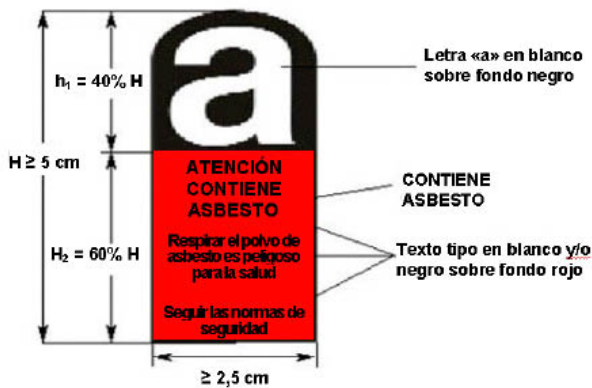 h₁ = 40% H
H ≥ 5 cm
H₂ = 60% H
a
ATENCIÓN
CONTIENE
ASBESTO
Respirar el polvo de
asbesto es peligoso
para la salud
Seguir las normas de
seguridad
≥ 2,5 cm
Letra «a» en blanco
sobre fondo negro
CONTIENE
ASBESTO
Texto tipo en blanco y/o
negro sobre fondo rojo